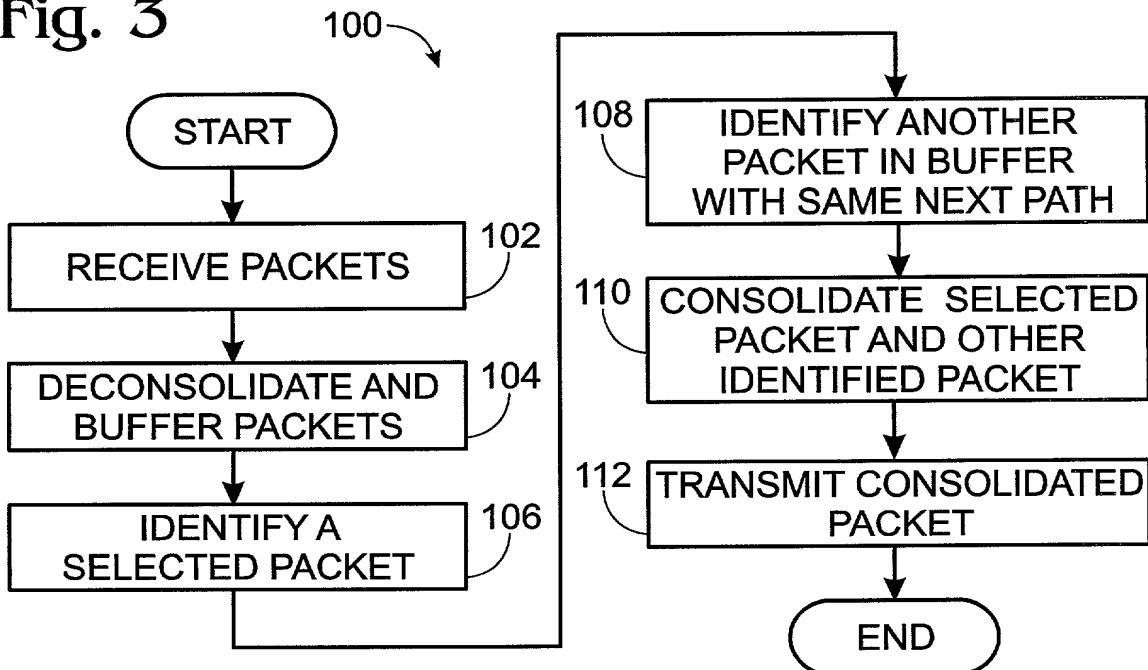 Fig. 3
100
START
RECEIVE PACKETS
102
DECONSOLIDATE AND
BUFFER PACKETS
104
IDENTIFY A
SELECTED PACKET
106
108
IDENTIFY ANOTHER
PACKET IN BUFFER
WITH SAME NEXT PATH
110
CONSOLIDATE SELECTED
PACKET AND OTHER
IDENTIFIED PACKET
112
TRANSMIT CONSOLIDATED
PACKET
END